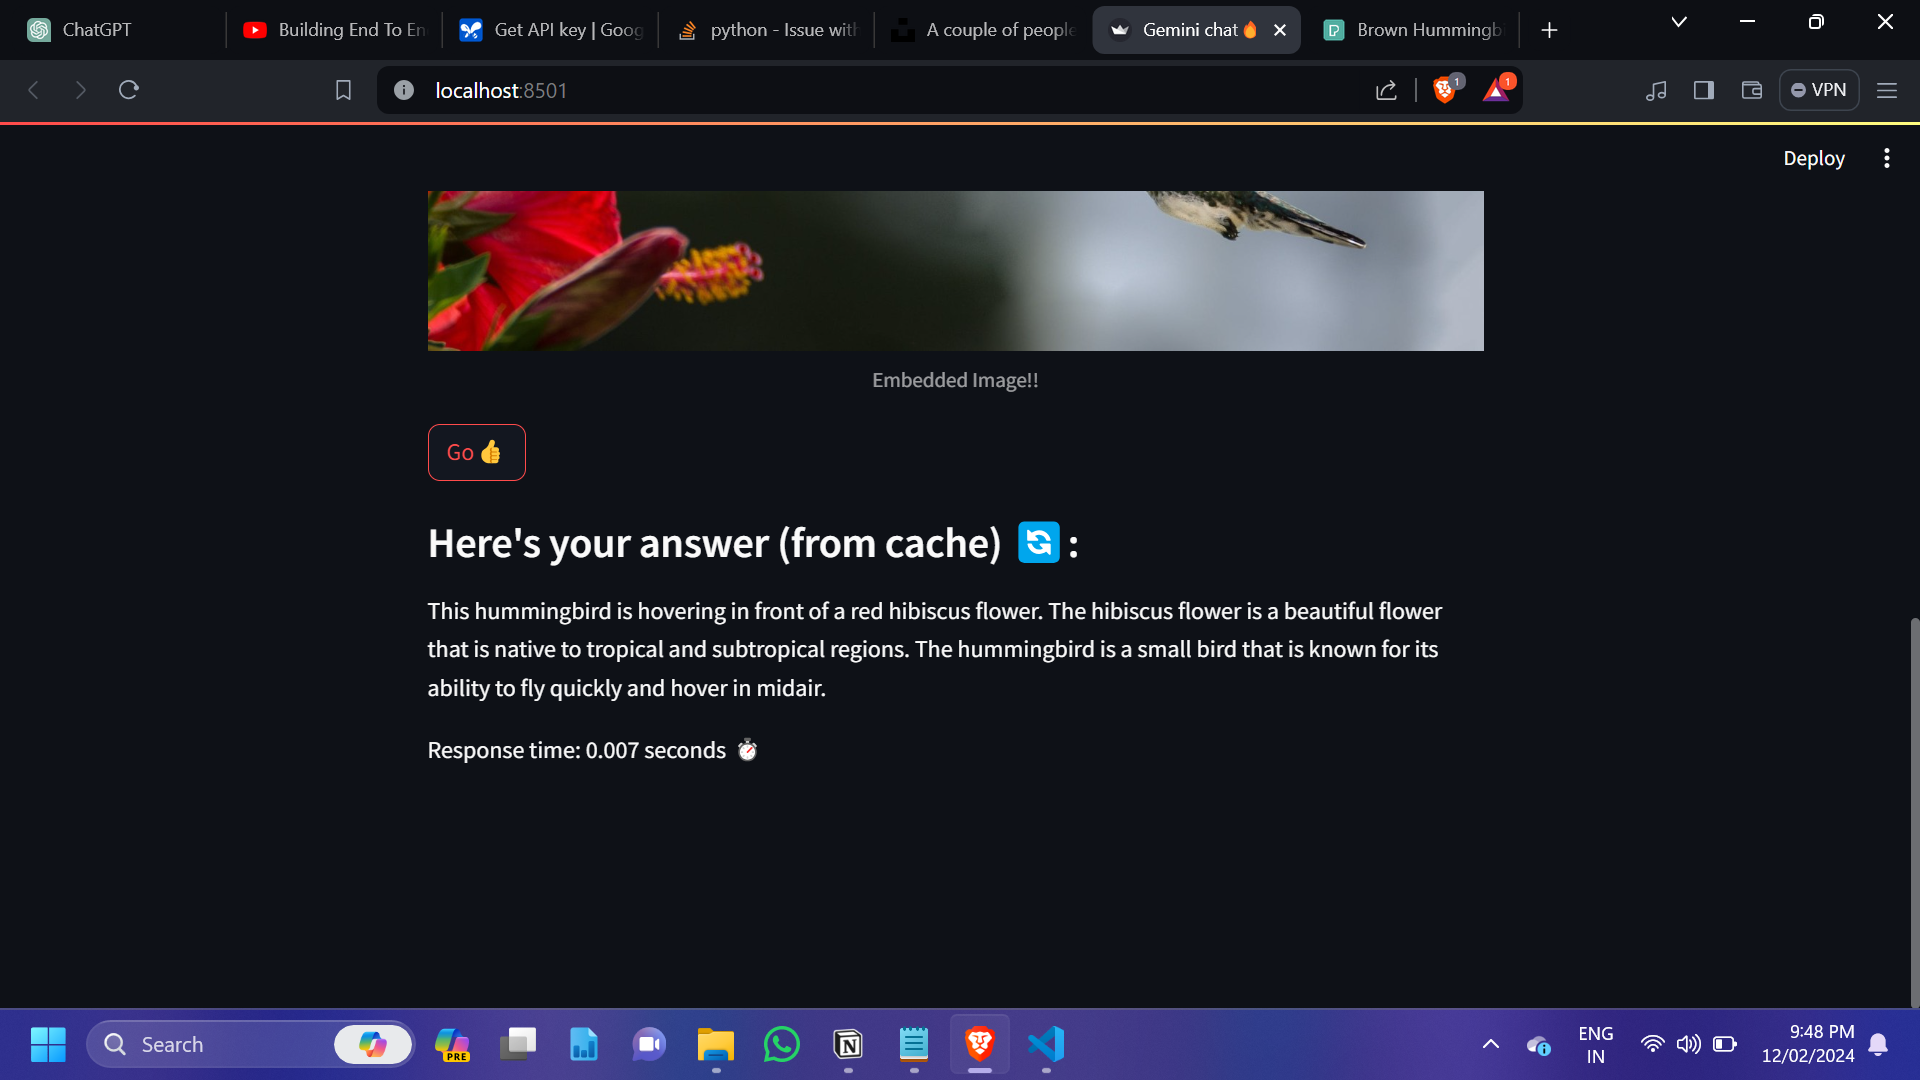 ChatGPT
Building End To En
Get API key | Goog
python - Issue with
A couple of people
Gemini chat🔥
Brown Hummingb
localhost:8501
1
1
VPN
Deploy
Embedded Image!!
Go 👍
Here's your answer (from cache) 🔄 :
This hummingbird is hovering in front of a red hibiscus flower. The hibiscus flower is a beautiful flower
that is native to tropical and subtropical regions. The hummingbird is a small bird that is known for its
ability to fly quickly and hover in midair.
Response time: 0.007 seconds ⏱️
Search
PRE
ENG
IN
9:48 PM
12/02/2024